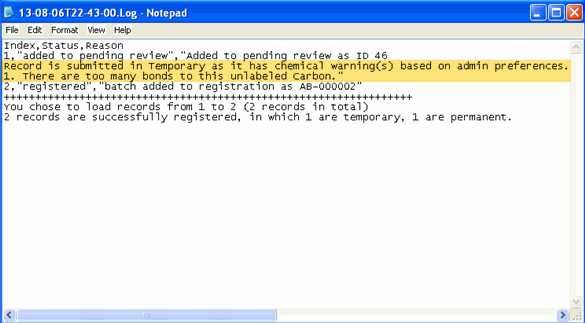 13-08-06T22-43-00.Log - Notepad
File Edit Format View Help
Index,Status,Reason
1,"added to pending review","Added to pending review as ID 46
Record is submitted in Temporary as it has chemical warning(s) based on admin preferences.
1. There are too many bonds to this unlabeled Carbon."
2,"registered","batch added to registration as AB-000002"
+++++++++++++++++++++++++++++++++++++++++++++++++++++++++++++++++
You chose to load records from 1 to 2 (2 records in total)
2 records are successfully registered, in which 1 are temporary, 1 are permanent.